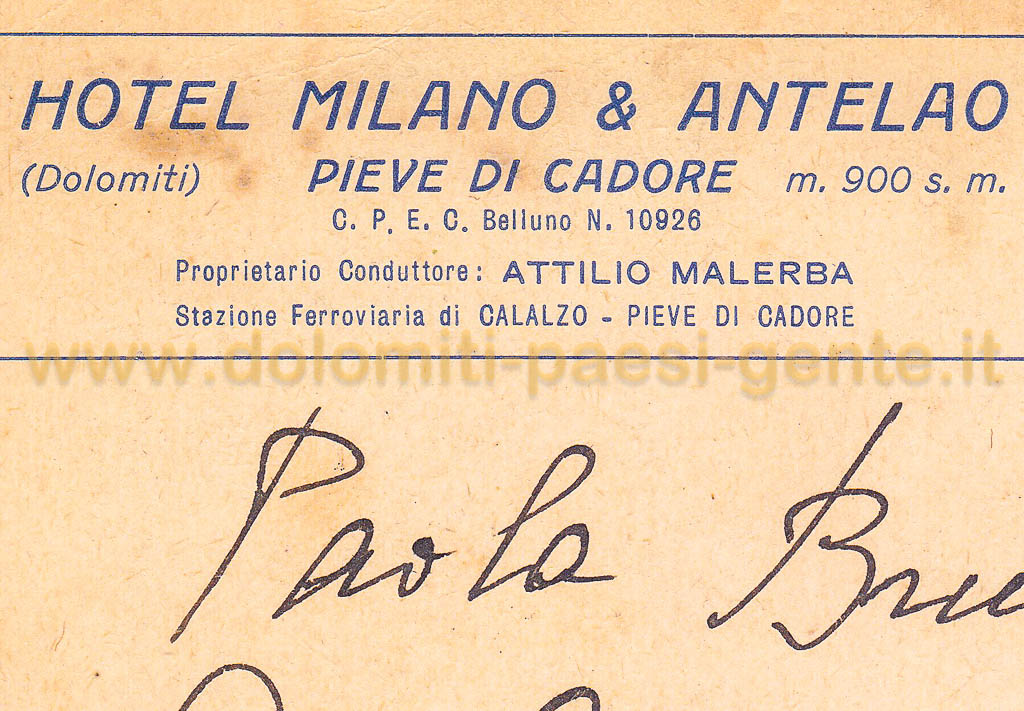 HOTEL MILANO & ANTELAO
(Dolomiti) PIEVE DI CADORE m. 900 s. m.
C. P. E. C. Belluno N. 10926
Proprietario Conduttore: ATTILIO MALERBA
Stazione Ferroviaria di CALALZO - PIEVE DI CADORE
www.dolomiti-paesi-gente.it
Paola